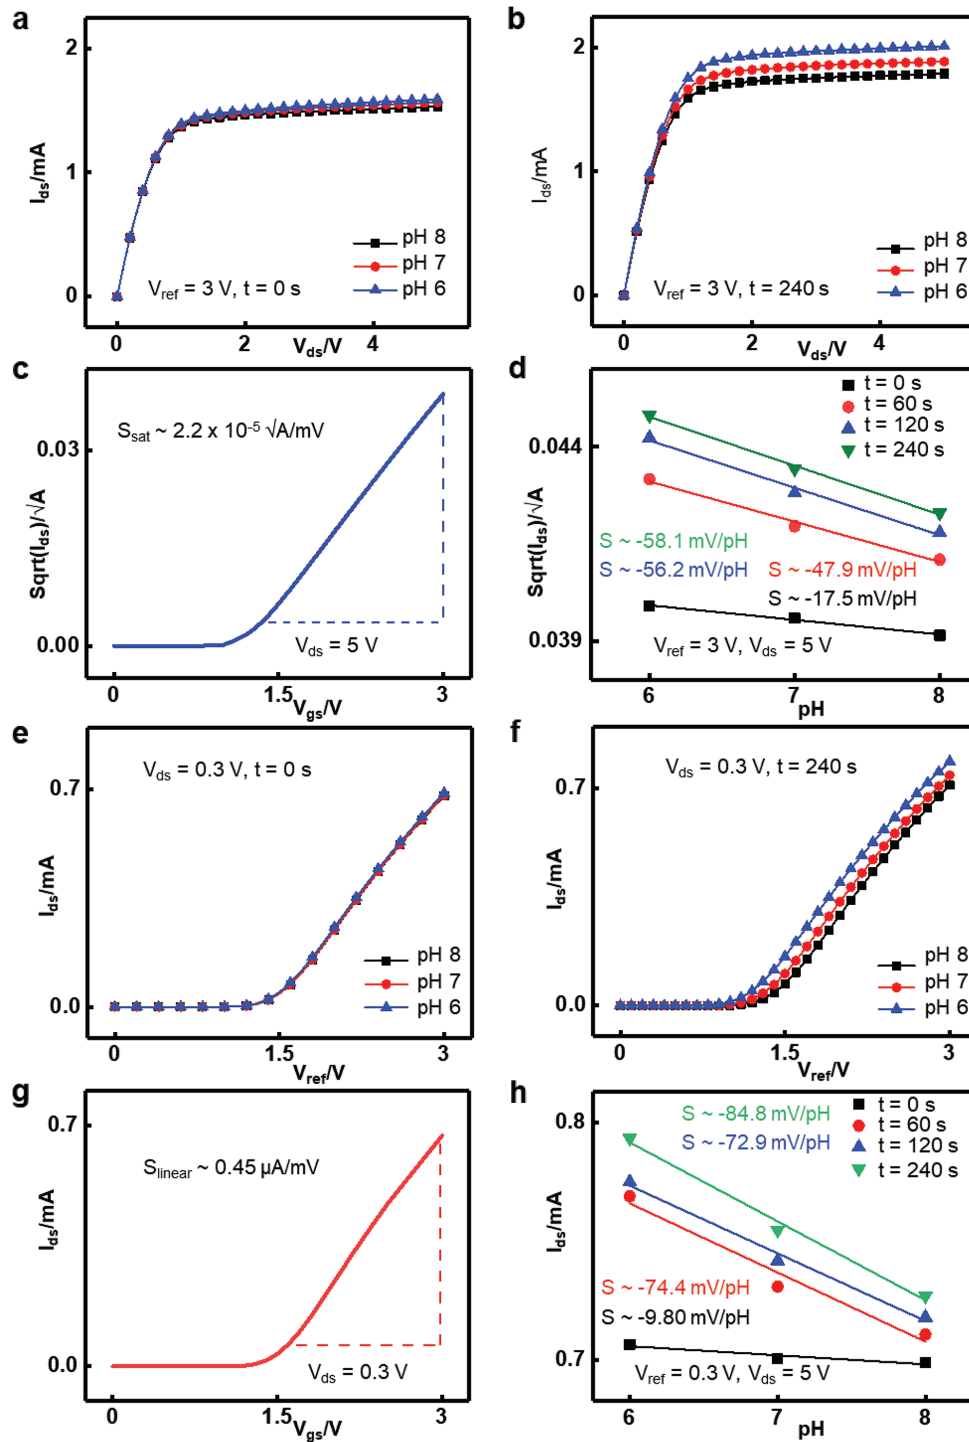 a
2
1
0
I_ds/mA
pH 8
pH 7
pH 6
V_ref = 3 V, t = 0 s
0
2
4
V_ds/V
b
2
1
0
I_ds/mA
pH 8
pH 7
pH 6
V_ref = 3 V, t = 240 s
0
2
4
V_ds/V
c
S_sat ~ 2.2 x 10⁻⁵ √A/mV
0.03
0.00
Sqrt(I_ds)/√A
V_ds = 5 V
0
1.5
3
V_gs/V
d
t = 0 s
t = 60 s
t = 120 s
t = 240 s
0.044
0.039
Sqrt(I_ds)/√A
S ~ -58.1 mV/pH
S ~ -56.2 mV/pH
S ~ -47.9 mV/pH
S ~ -17.5 mV/pH
V_ref = 3 V, V_ds = 5 V
6
7
8
pH
e
V_ds = 0.3 V, t = 0 s
0.7
0.0
I_ds/mA
pH 8
pH 7
pH 6
0
1.5
3
V_ref/V
f
V_ds = 0.3 V, t = 240 s
0.7
0.0
I_ds/mA
pH 8
pH 7
pH 6
0
1.5
3
V_ref/V
g
0.7
0.0
I_ds/mA
S_linear ~ 0.45 µA/mV
V_ds = 0.3 V
0
1.5
3
V_gs/V
h
S ~ -84.8 mV/pH
S ~ -72.9 mV/pH
t = 0 s
t = 60 s
t = 120 s
t = 240 s
0.8
0.7
I_ds/mA
S ~ -74.4 mV/pH
S ~ -9.80 mV/pH
V_ref = 0.3 V, V_ds = 5 V
6
7
8
pH